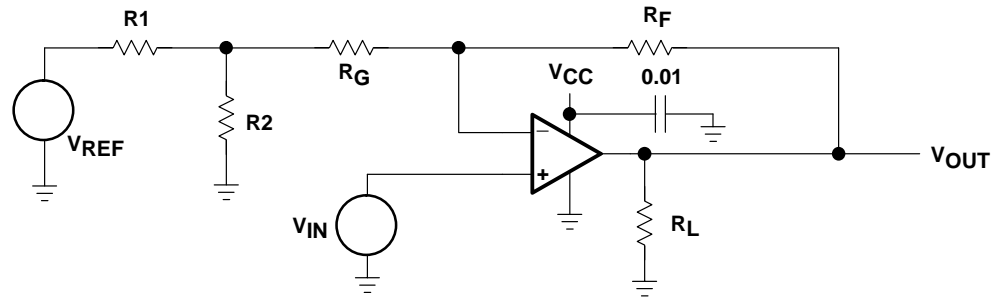 R1
RF
RG
VCC
0.01
R2
VREF
VOUT
VIN
RL